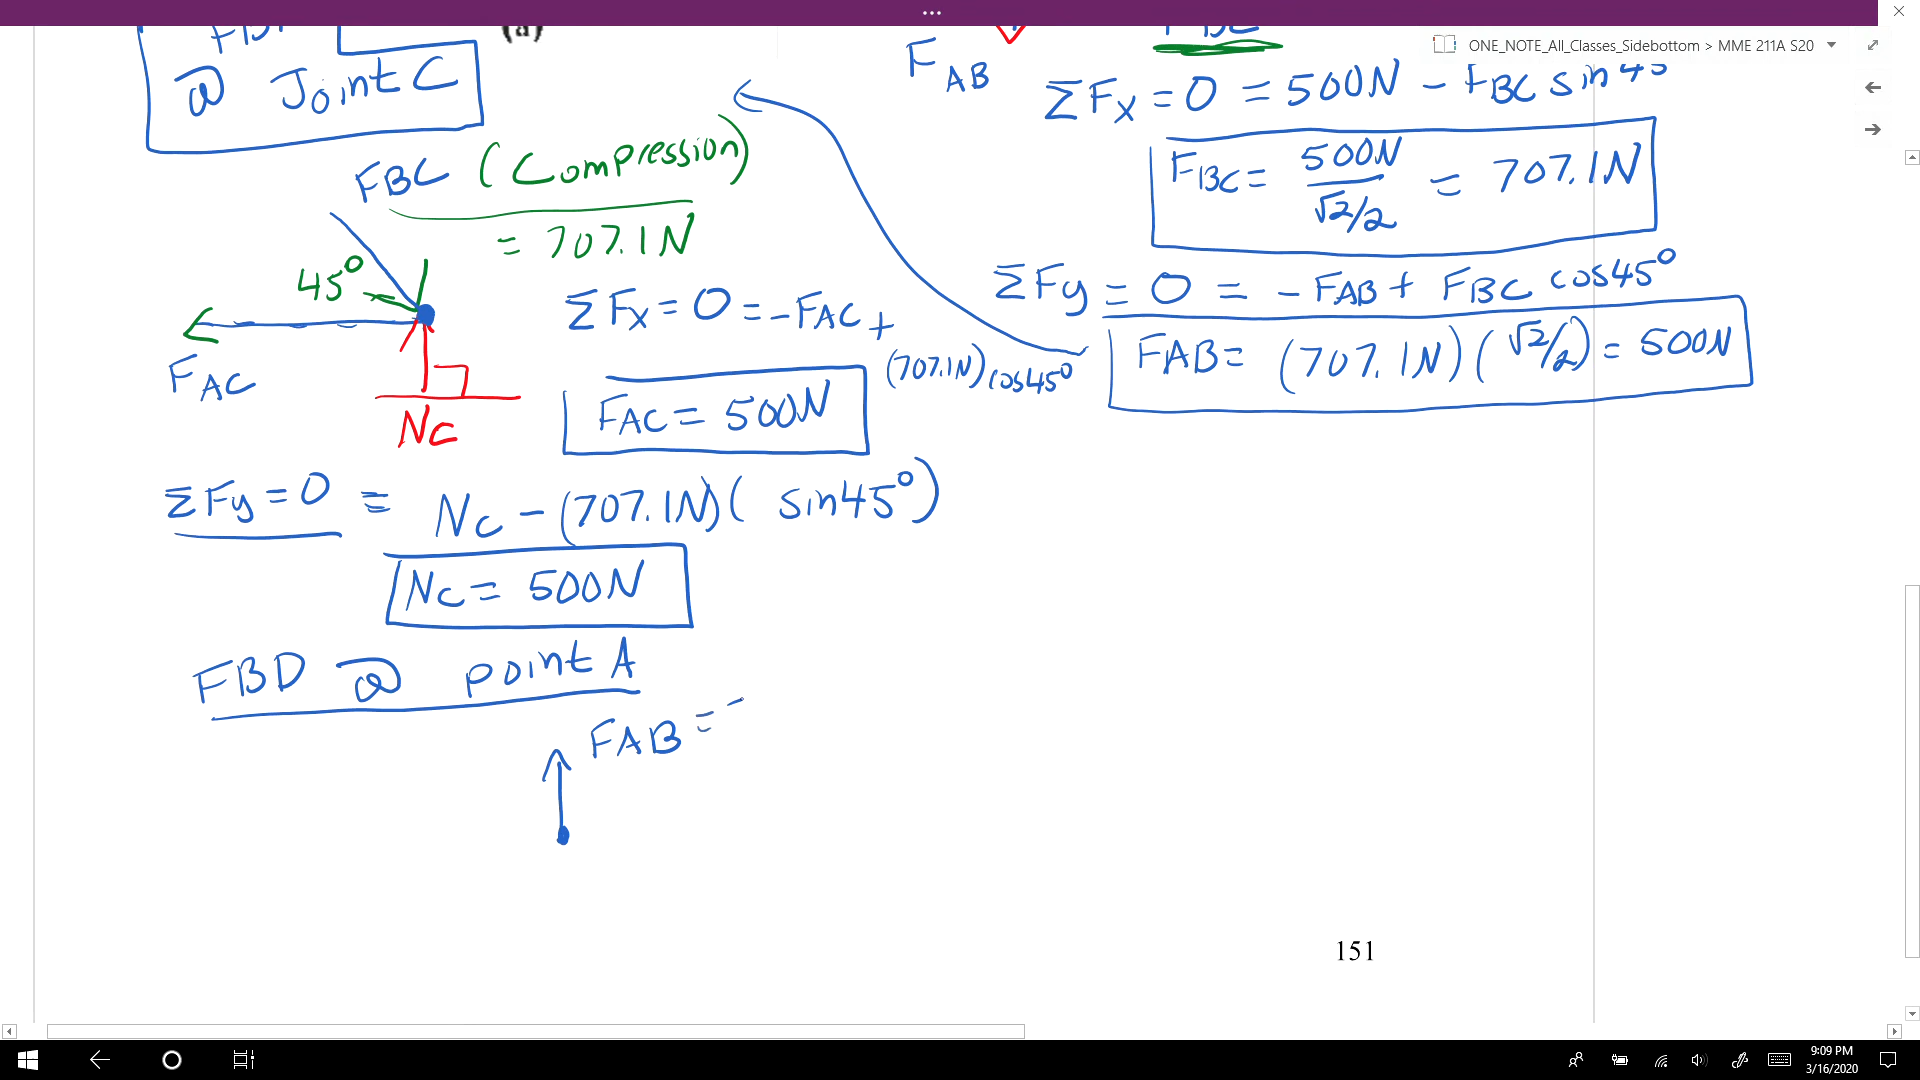 ONE_NOTE_All_Classes_Sidebottom > MME 211A S20
(a)
@ Joint C
FBC (Compression)
= 707.1N
45°
FAC
NC
ΣFx = 0 = -FAC +
(707.1N) cos45°
FAC = 500N
ΣFy = 0 = NC - (707.1N)( sin45°)
NC = 500N
FBD @ point A
FAB =
FAB
ΣFx = 0 = 500N - FBC sin 45
FBC = 500N / √2/2 = 707.1N
ΣFy = 0 = -FAB + FBC cos45°
FAB = (707.1N)(√2/2) = 500N
151
9:09 PM
3/16/2020